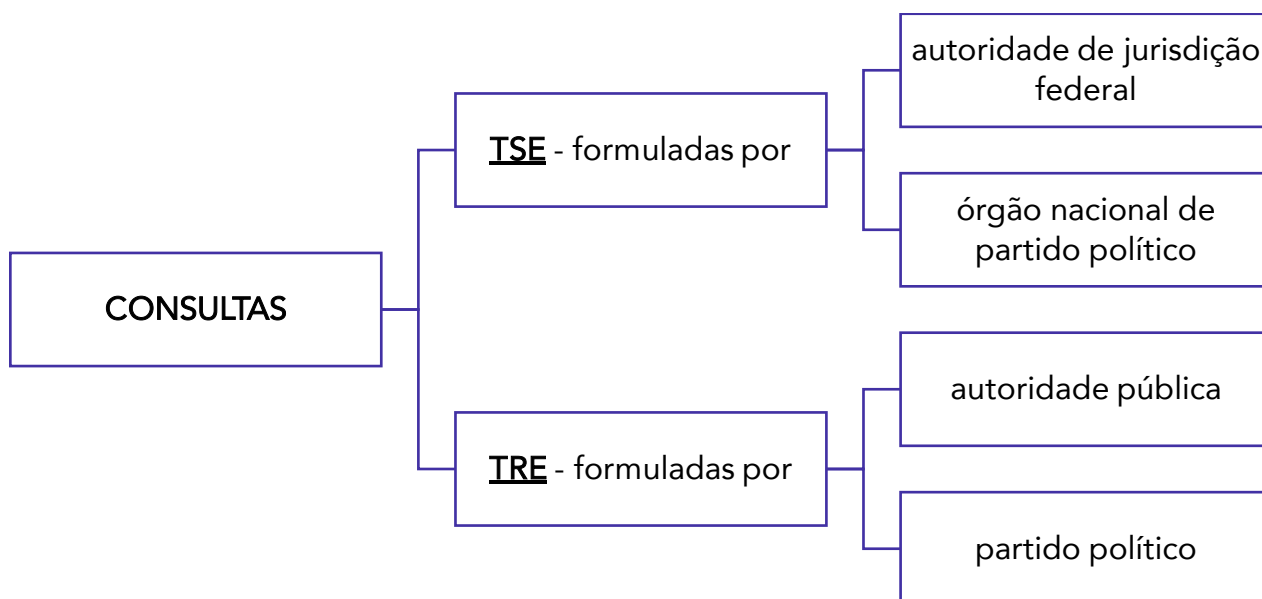 CONSULTAS
TSE - formuladas por
autoridade de jurisdição
federal
órgão nacional de
partido político
TRE - formuladas por
autoridade pública
partido político